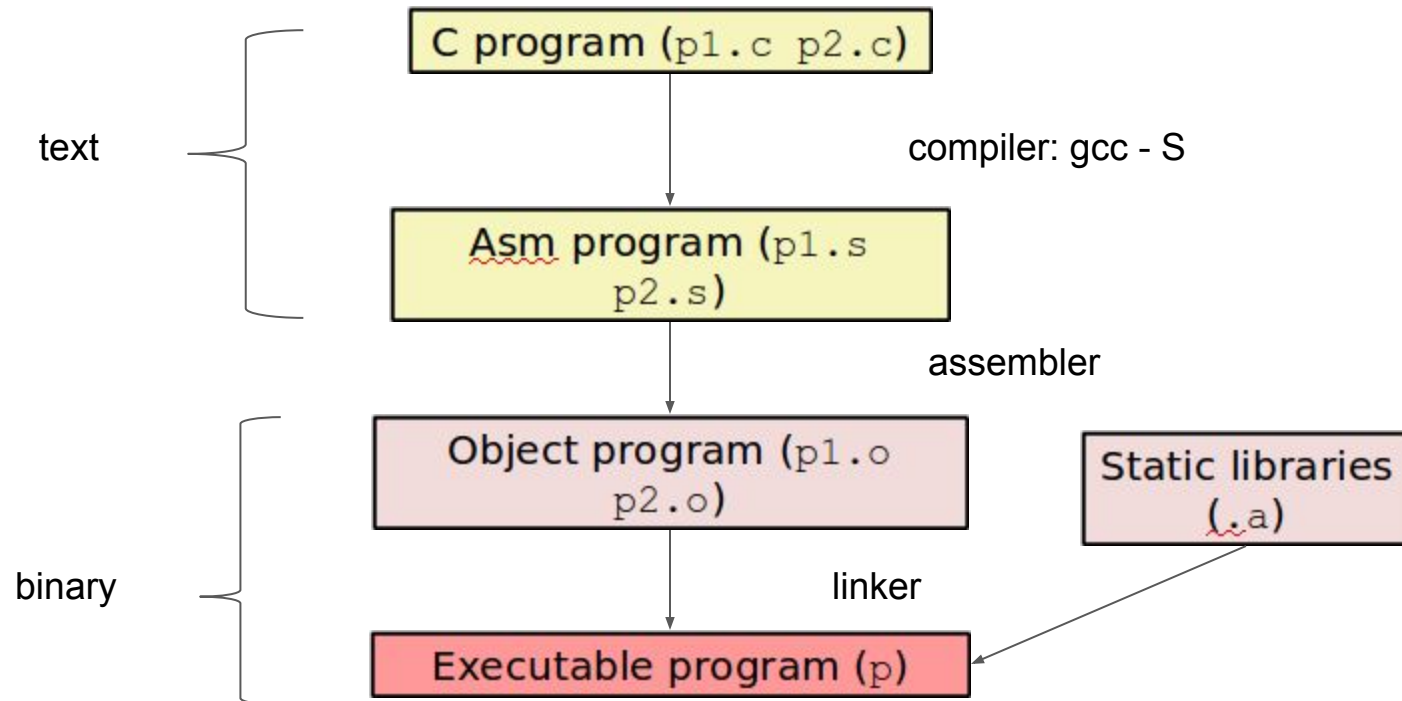 C program (p1.c p2.c)
text
compiler: gcc - S
Asm program (p1.s
p2.s)
assembler
Object program (p1.o
p2.o)
Static libraries
(.a)
binary
linker
Executable program (p)